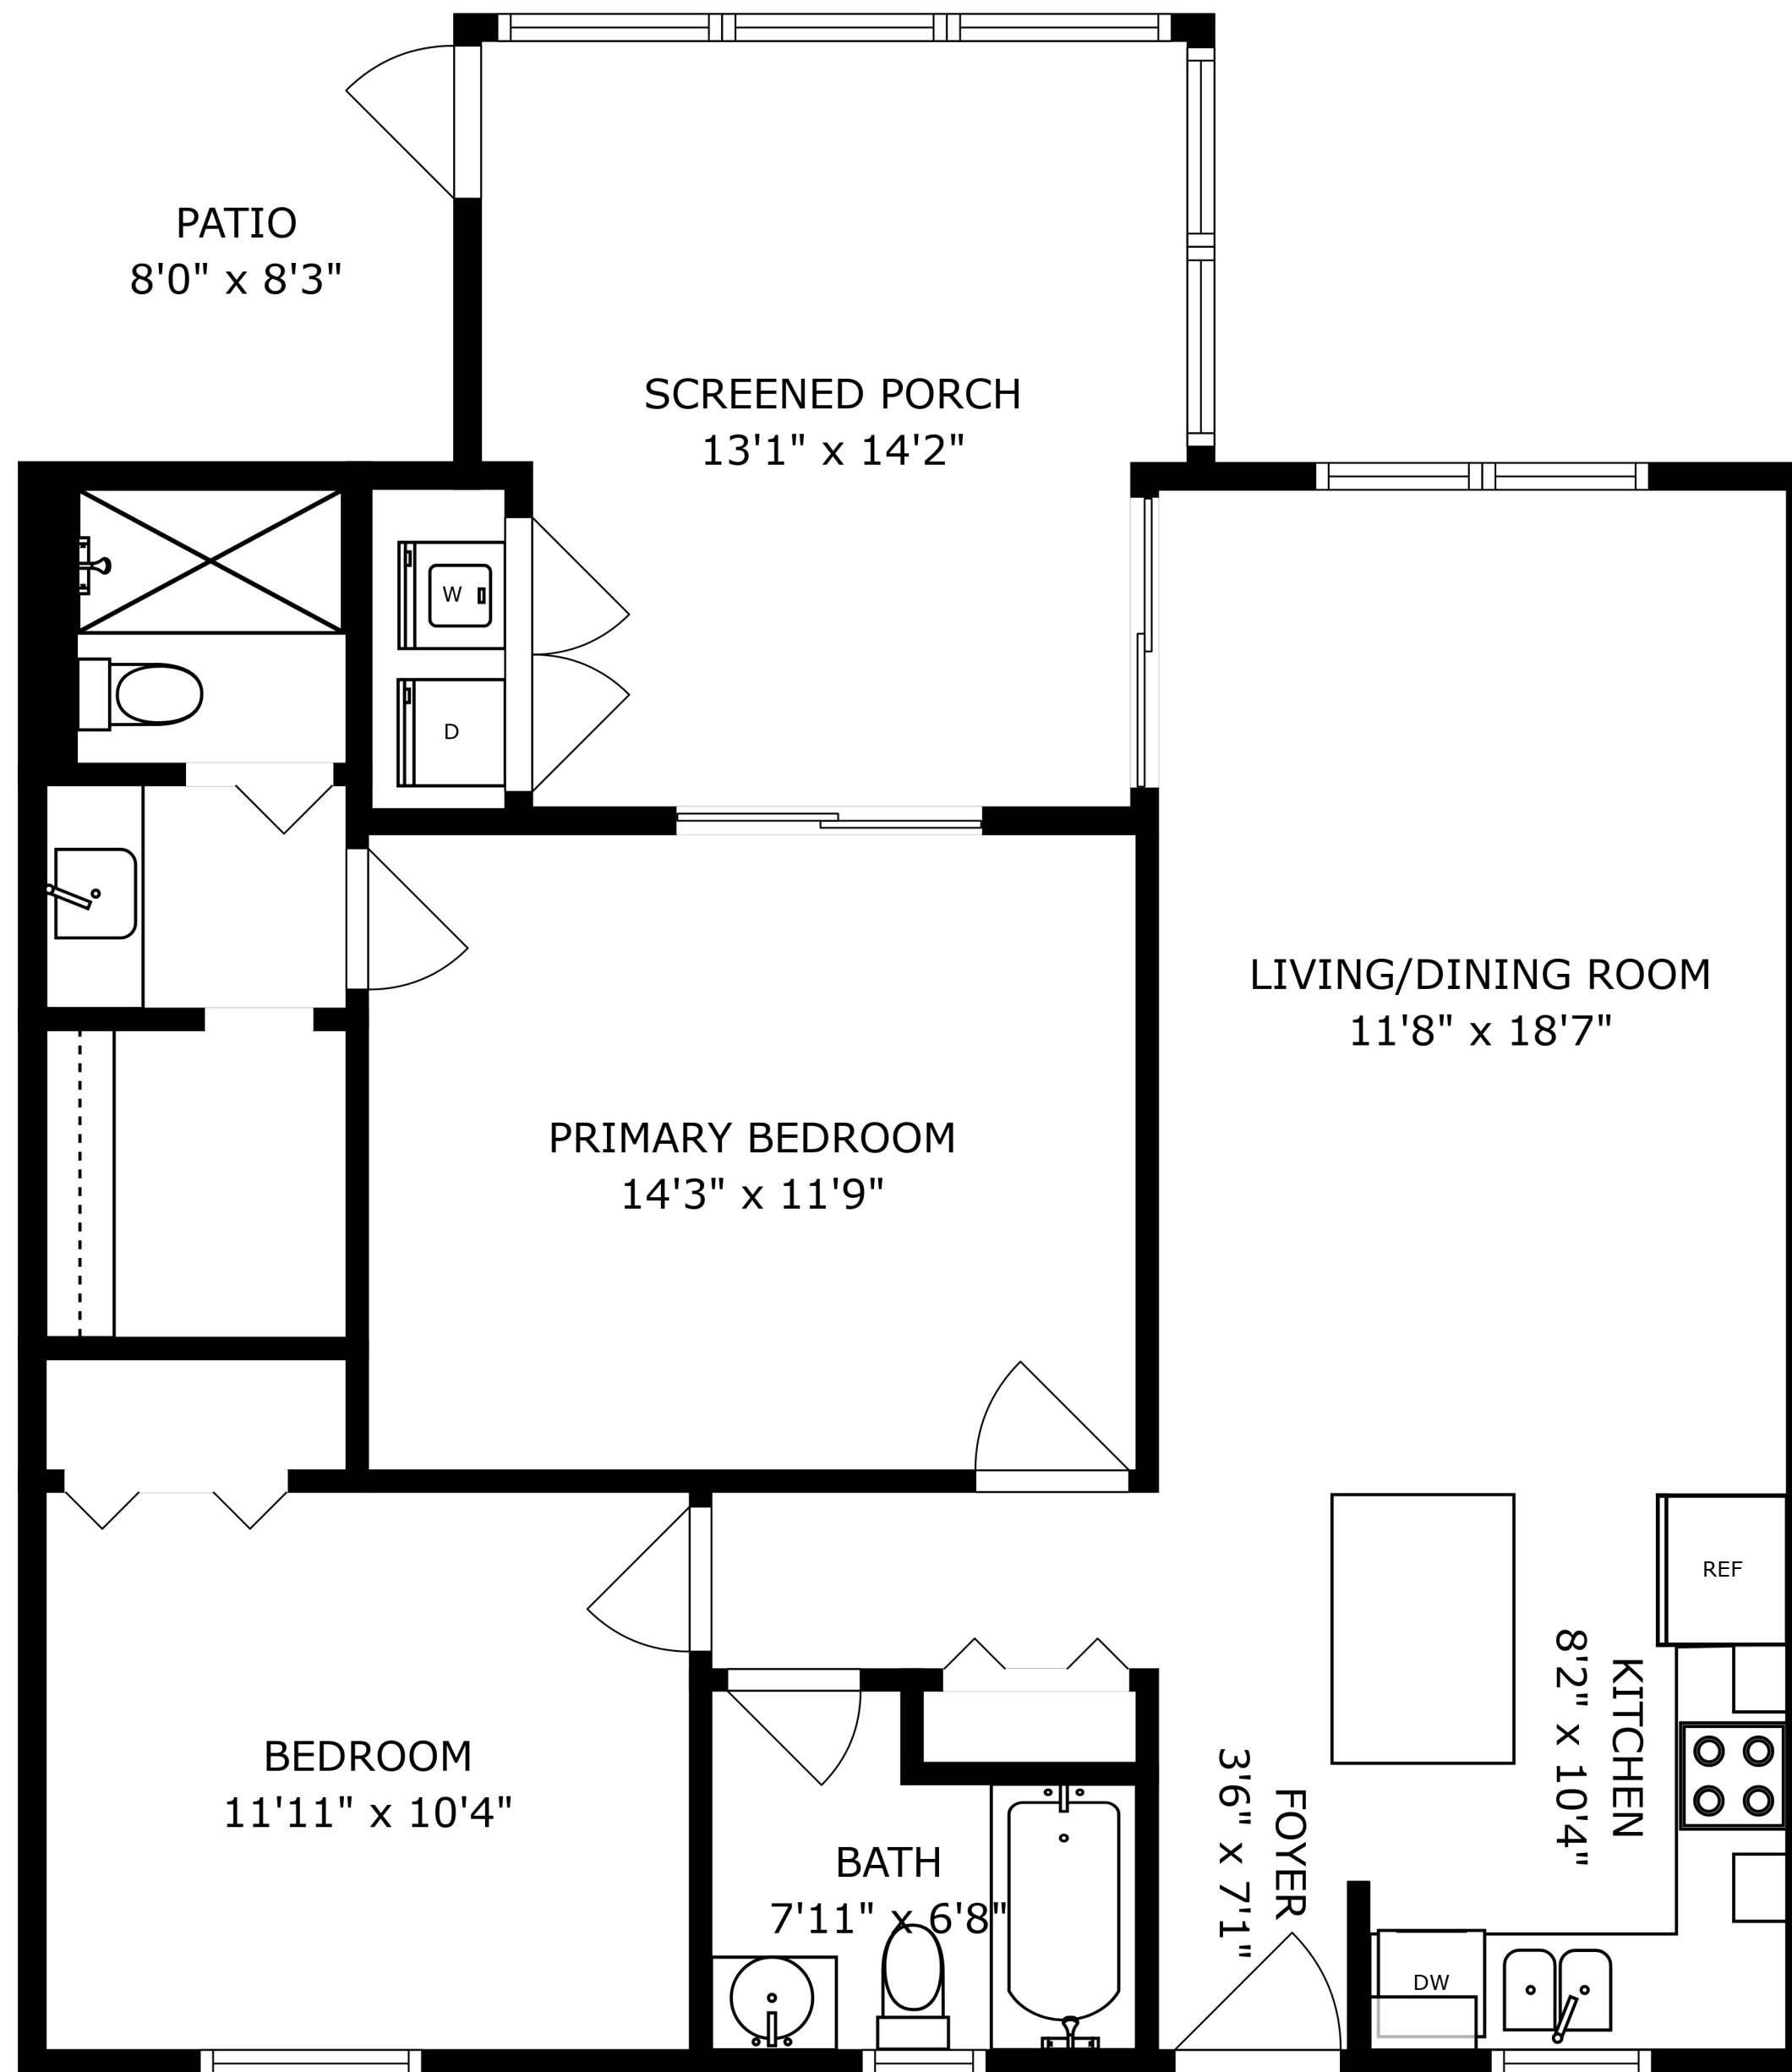 PATIO
8'0" x 8'3"
SCREENED PORCH
13'1" x 14'2"
W
D
LIVING/DINING ROOM
11'8" x 18'7"
PRIMARY BEDROOM
14'3" x 11'9"
REF
KITCHEN
8'2" x 10'4"
BEDROOM
11'11" x 10'4"
FOYER
3'6" x 7'1"
BATH
7'11" x 6'8"
DW